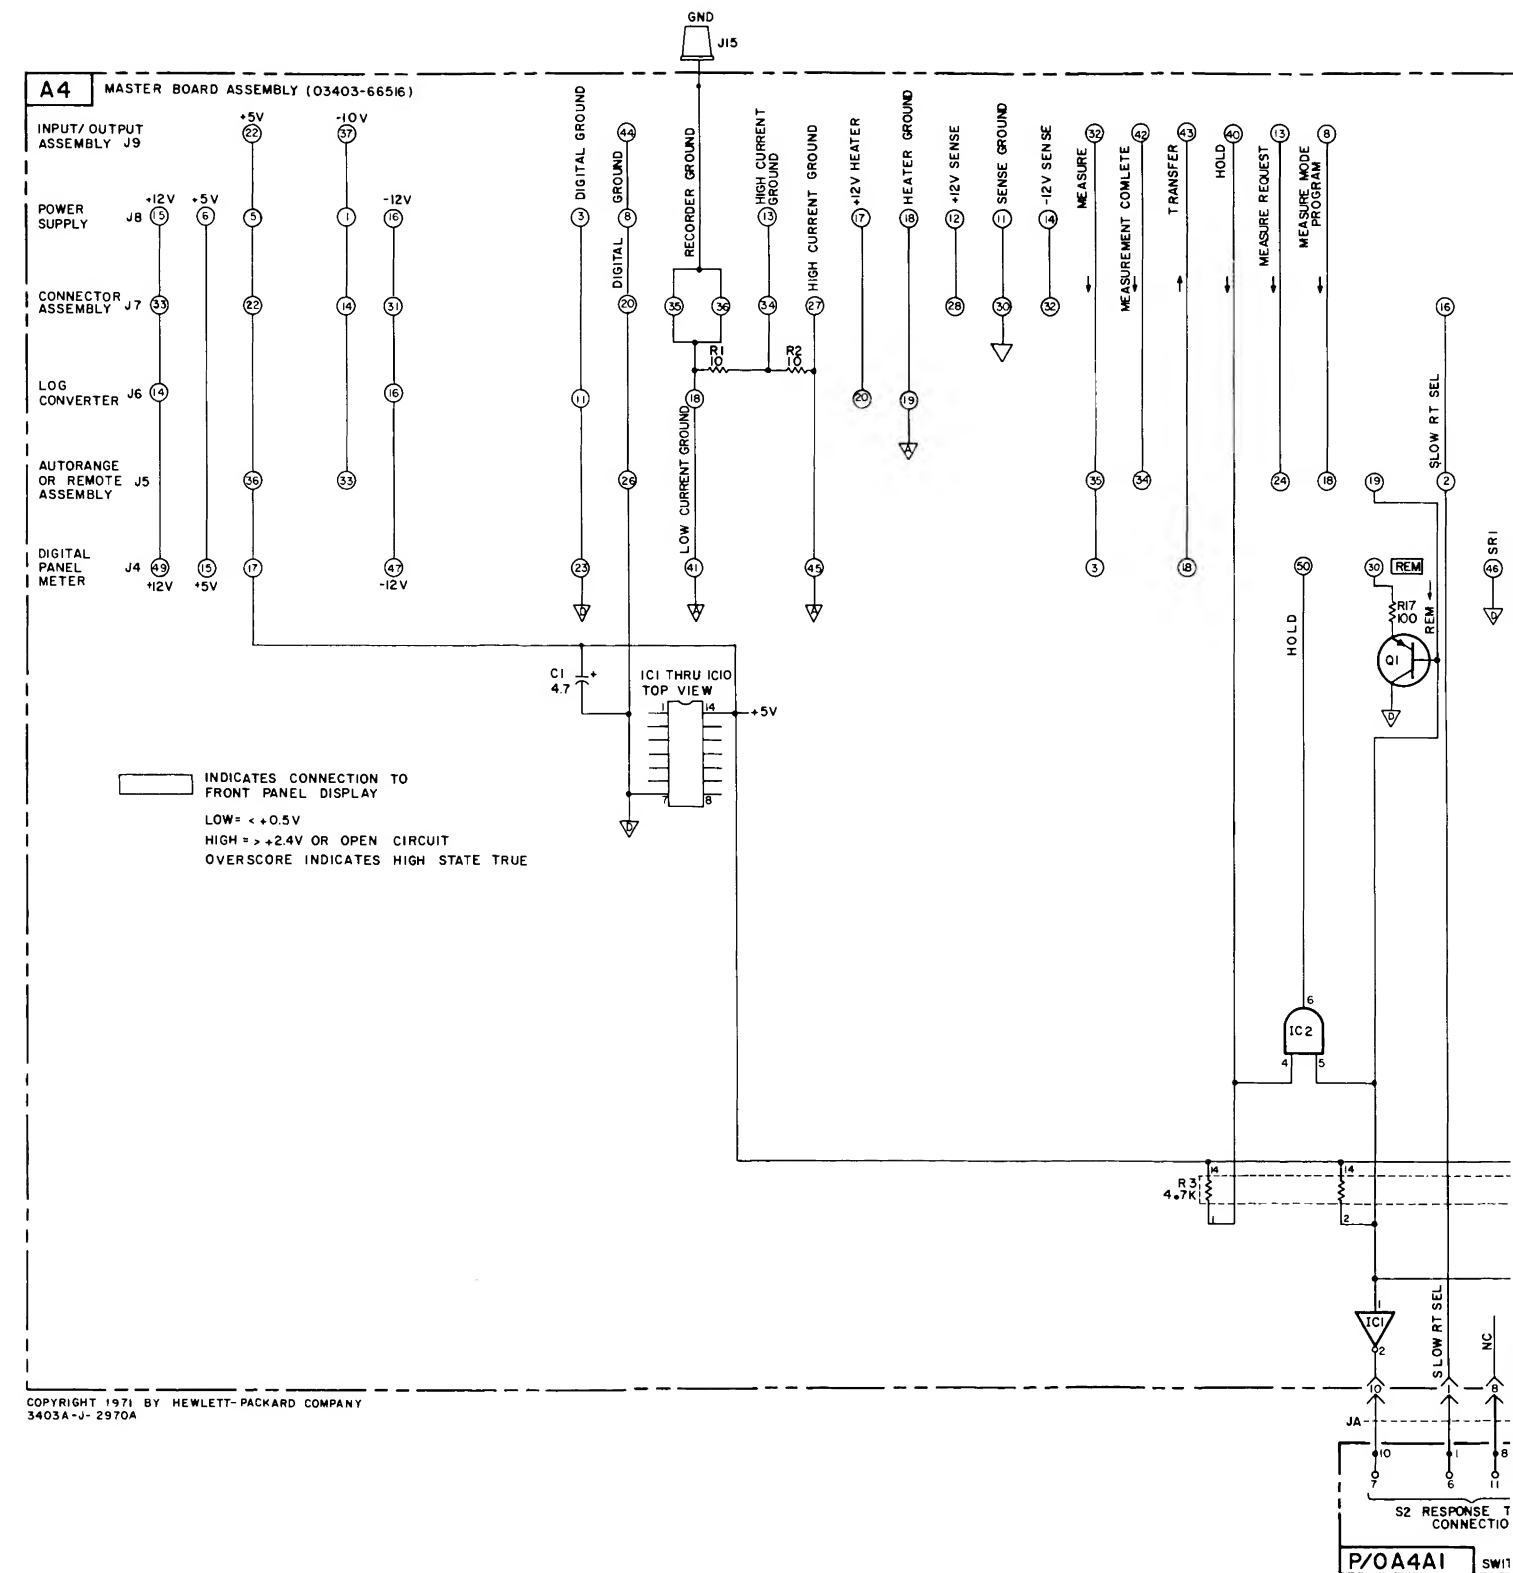 GND
J15
A4
MASTER BOARD ASSEMBLY (03403-66516)
INPUT/OUTPUT
ASSEMBLY J9
+5V
22
-10V
37
DIGITAL GROUND
44
RECORDER GROUND
HIGH CURRENT
GROUND
HIGH CURRENT GROUND
+12V HEATER
HEATER GROUND
+12V SENSE
SENSE GROUND
-12V SENSE
MEASURE
32
MEASUREMENT COMLETE
42
TRANSFER
43
HOLD
40
MEASURE REQUEST
13
MEASURE MODE
PROGRAM
8
POWER
SUPPLY
J8
+12V
15
+5V
6
5
1
-12V
16
3
8
DIGITAL GROUND
13
17
18
12
11
14
CONNECTOR
ASSEMBLY
J7
33
22
14
31
20
35
36
34
27
28
30
32
16
R1
10
R2
10
LOG
CONVERTER
J6
14
16
11
18
20
19
A
SLOW RT SEL
LOW CURRENT GROUND
AUTORANGE
OR REMOTE
ASSEMBLY
J5
36
33
26
35
34
24
18
19
2
DIGITAL
PANEL
METER
J4
49
+12V
15
+5V
17
47
-12V
23
D
41
A
45
A
3
18
50
30
REM
46
SR1
D
HOLD
R17
100
REM
Q1
D
C1
4.7
+
IC1 THRU IC10
TOP VIEW
1
14
+5V
7
8
D
INDICATES CONNECTION TO
FRONT PANEL DISPLAY
LOW= < +0.5V
HIGH = > +2.4V OR OPEN CIRCUIT
OVERSCORE INDICATES HIGH STATE TRUE
6
IC2
4
5
R3
4.7K
14
1
14
2
1
IC1
2
SLOW RT SEL
NC
10
1
8
COPYRIGHT 1971 BY HEWLETT-PACKARD COMPANY
3403A-J-2970A
JA
10
1
8
7
6
11
S2 RESPONSE T
CONNECTIO
P/O A4A1
SWIT